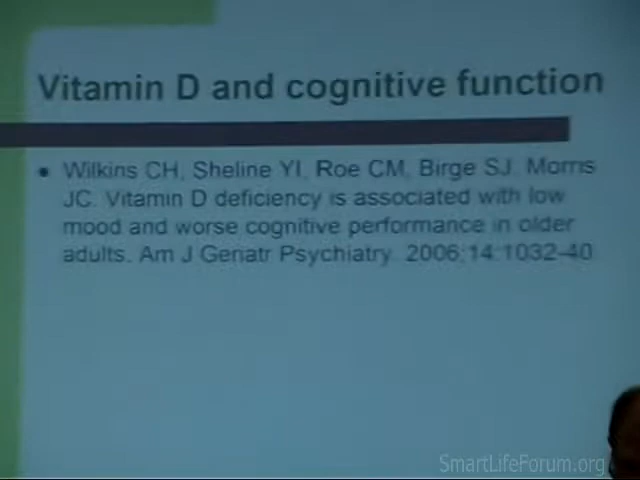 Vitamin D and cognitive function
• Wilkins CH, Sheline YI, Roe CM, Birge SJ, Morris
JC. Vitamin D deficiency is associated with low
mood and worse cognitive performance in older
adults. Am J Geriatr Psychiatry. 2006;14:1032-40
SmartLifeForum.org